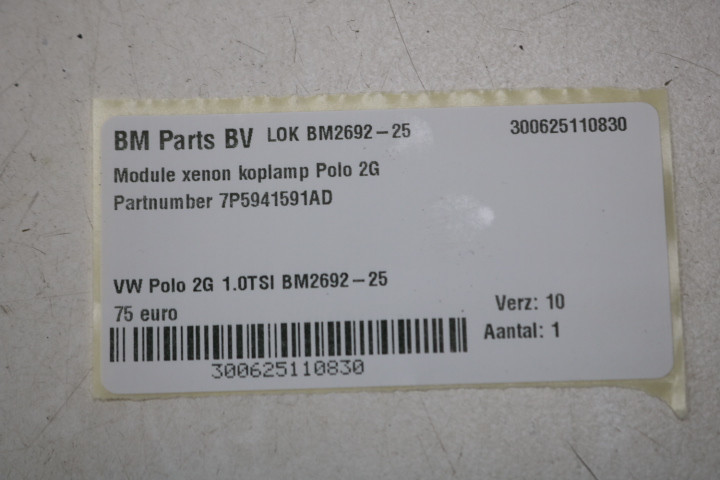 BM Parts BV LOK BM2692-25 300625110830
Module xenon koplamp Polo 2G
Partnumber 7P5941591AD
VW Polo 2G 1.0TSI BM2692-25
75 euro Verz: 10
Aantal: 1
300625110830